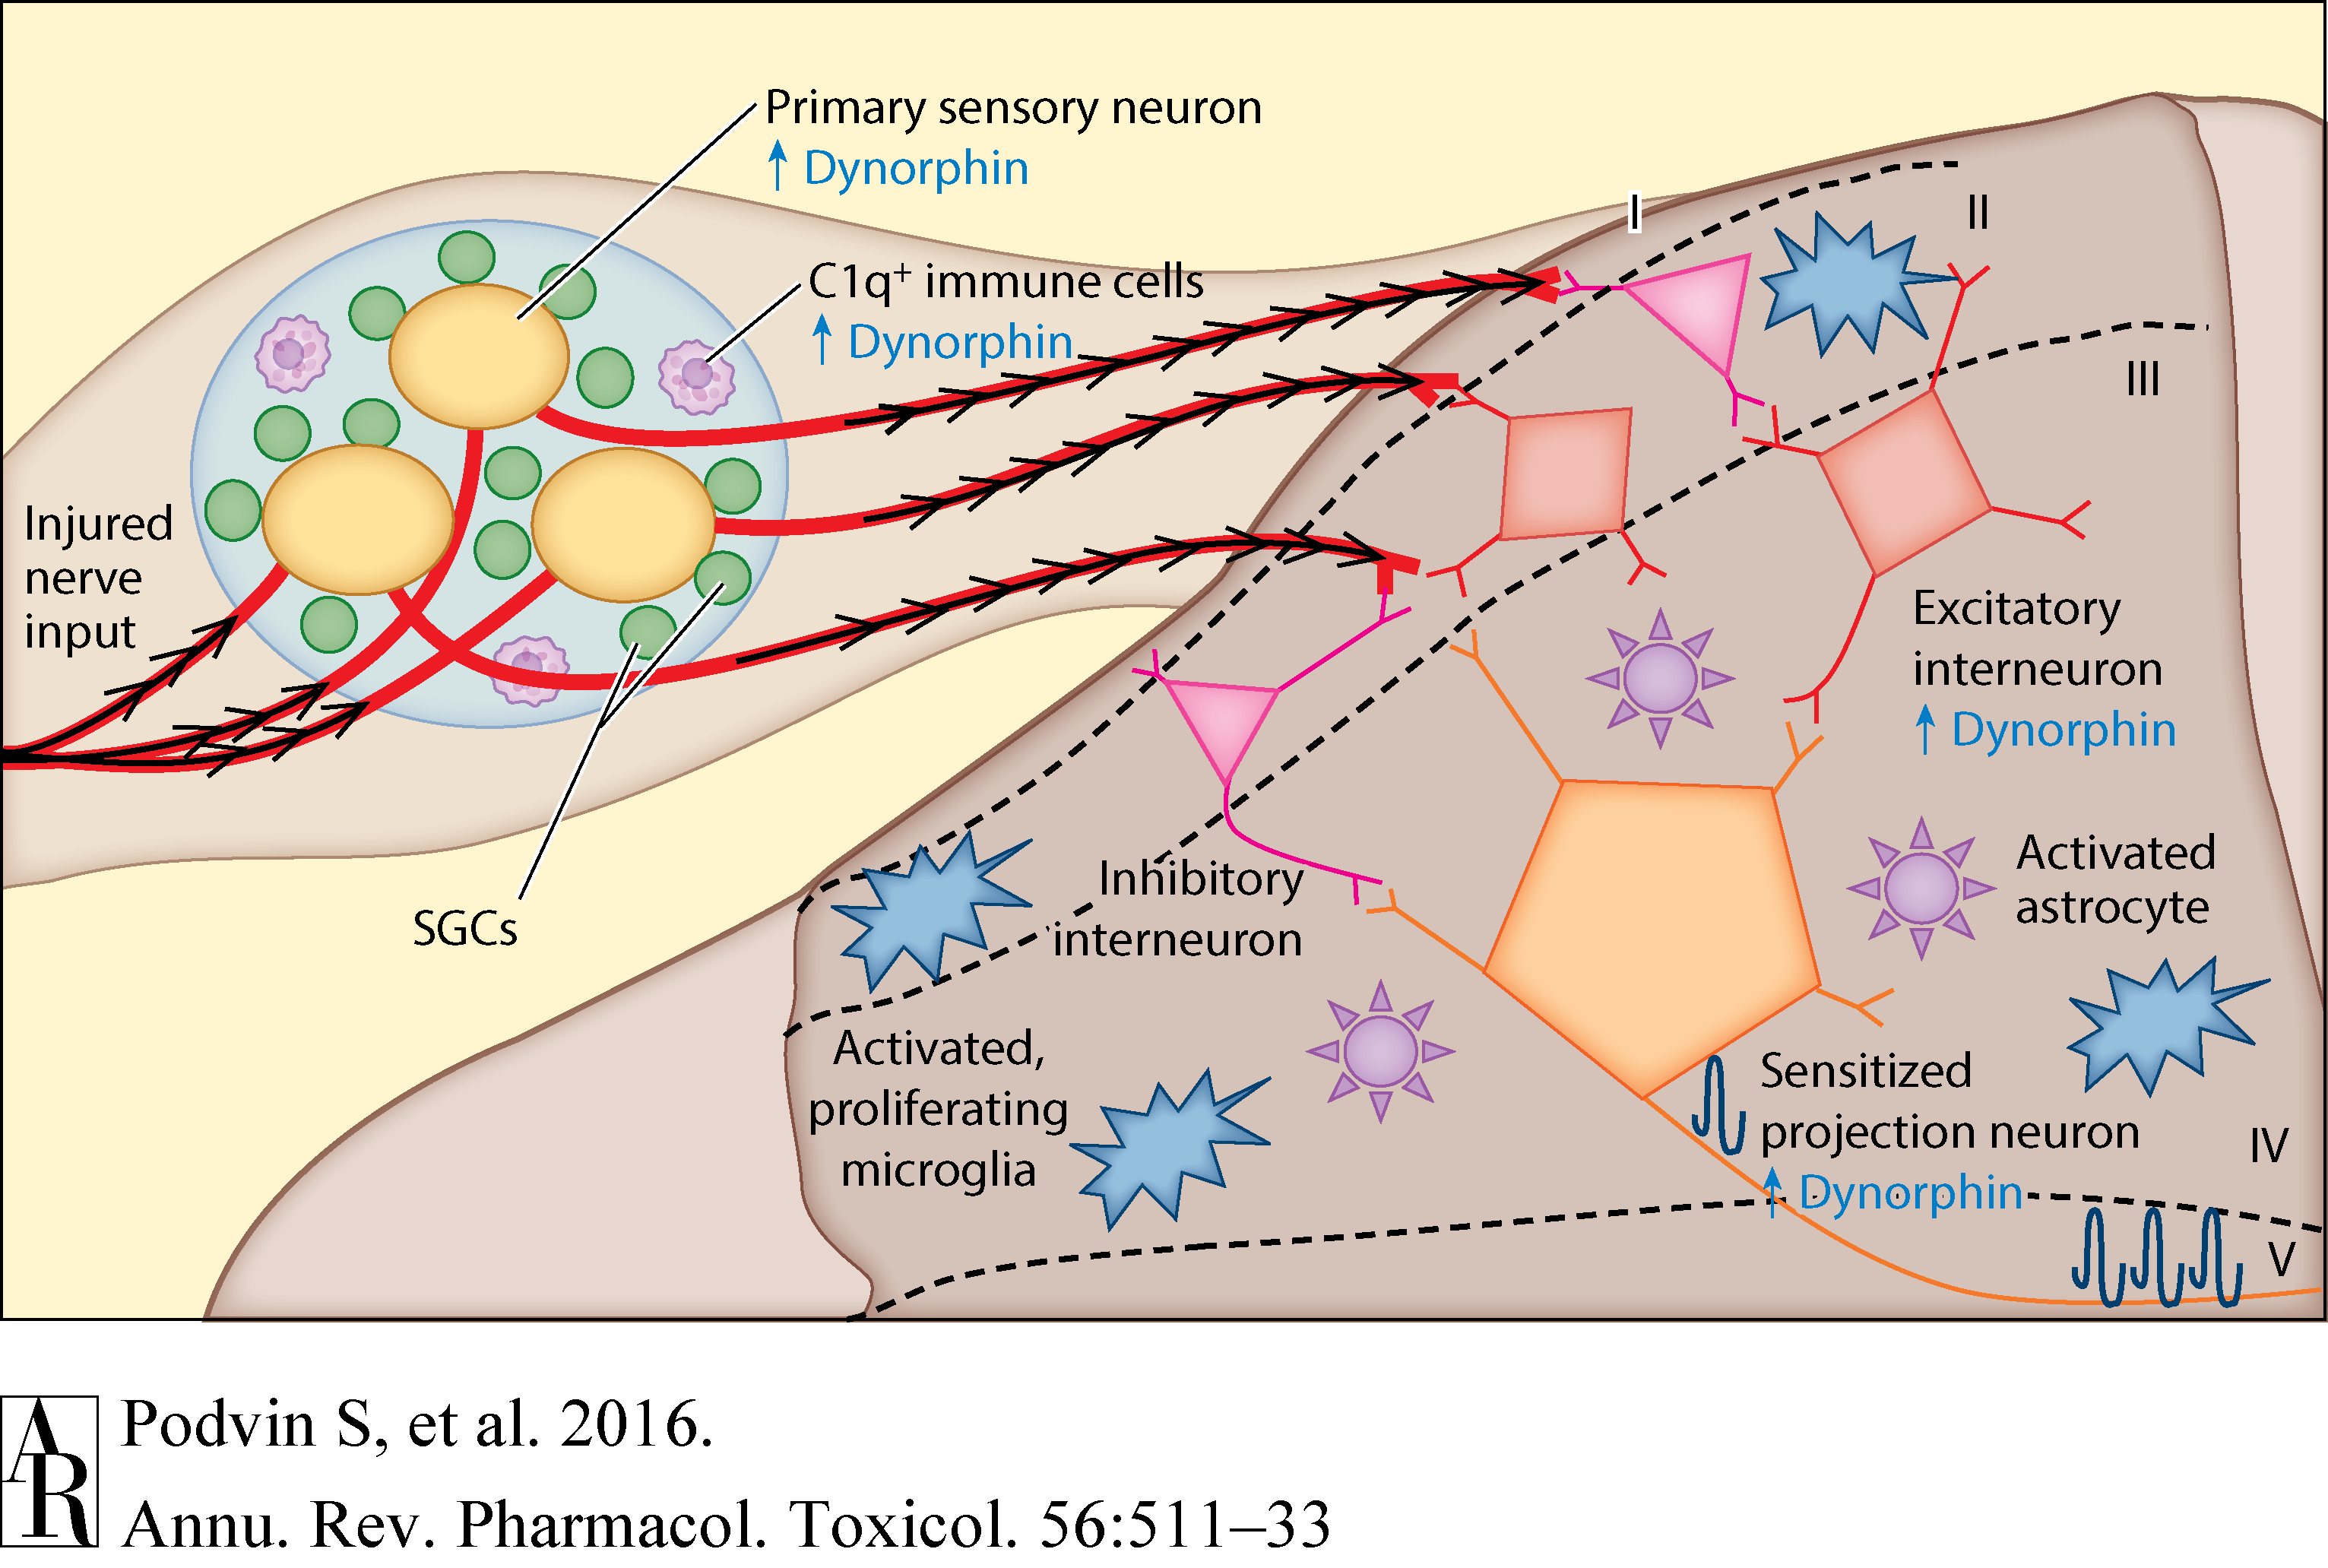 Primary sensory neuron
↑ Dynorphin
C1q⁺ immune cells
↑ Dynorphin
I
II
III
Injured
nerve
input
SGCs
Excitatory
interneuron
↑ Dynorphin
Inhibitory
interneuron
Activated
astrocyte
Activated,
proliferating
microglia
Sensitized
projection neuron
↑ Dynorphin
IV
V
AR
Podvin S, et al. 2016.
Annu. Rev. Pharmacol. Toxicol. 56:511–33